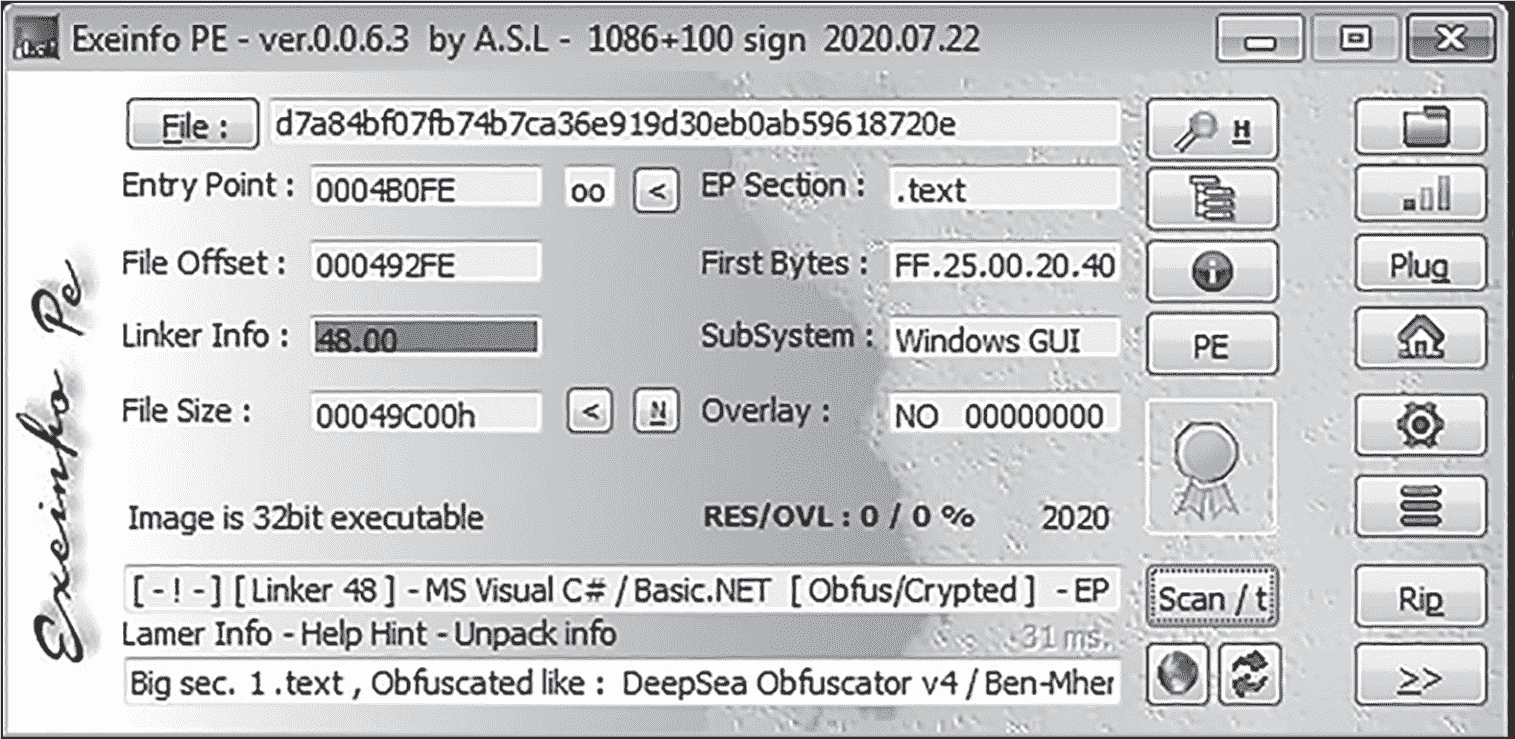 Exeinfo PE - ver.0.0.6.3 by A.S.L - 1086+100 sign 2020.07.22
File : d7a84bf07fb74b7ca36e919d30eb0ab59618720e H
Entry Point : 0004B0FE oo < EP Section : .text
File Offset : 000492FE First Bytes : FF.25.00.20.40 Plug
Linker Info : 48.00 SubSystem : Windows GUI PE
File Size : 00049C00h < N Overlay : NO 00000000
Image is 32bit executable RES/OVL : 0 / 0 % 2020
[ - ! - ] [ Linker 48 ] - MS Visual C# / Basic.NET [ Obfus/Crypted ] - EP Scan / t Rip
Lamer Info - Help Hint - Unpack info 31 ms.
Big sec. 1 .text , Obfuscated like : DeepSea Obfuscator v4 / Ben-Mher >>
Exeinfo Pe